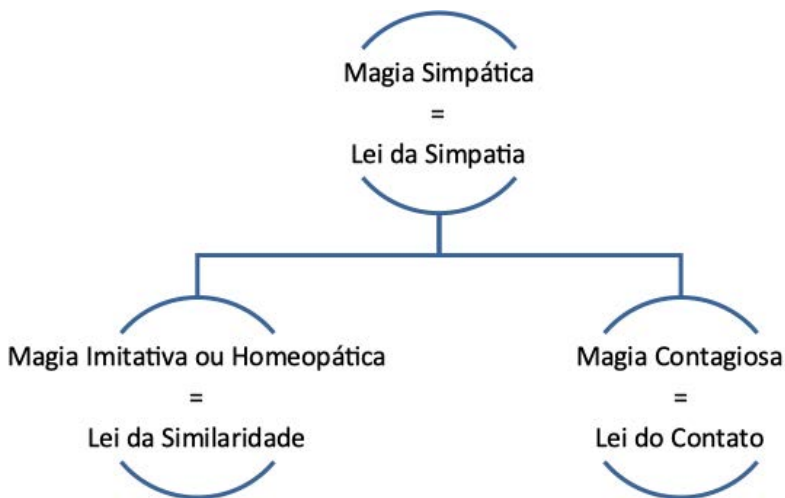 Magia Simpática
=
Lei da Simpatia
Magia Imitativa ou Homeopática
=
Lei da Similaridade
Magia Contagiosa
=
Lei do Contato